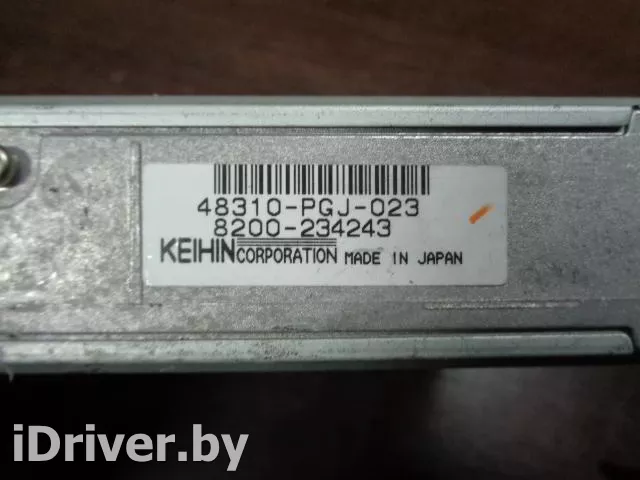 48310-PGJ-023
8200-234243
KEIHIN CORPORATION MADE IN JAPAN
iDriver.by